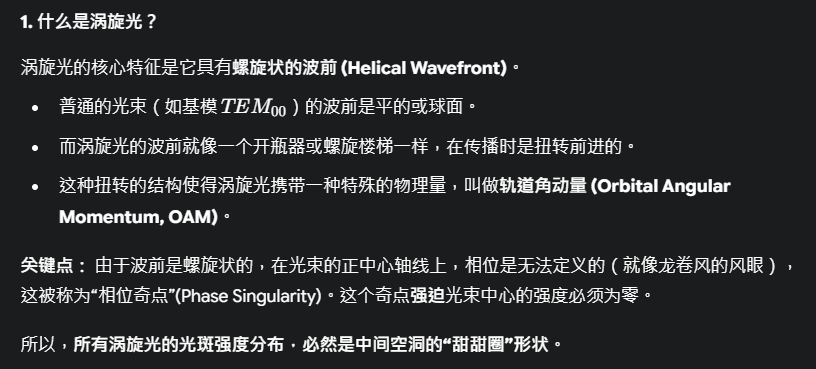 1. 什么是涡旋光？
涡旋光的核心特征是它具有螺旋状的波前 (Helical Wavefront)。
• 普通的光束（如基模 TEM₀₀）的波前是平的或球面。
• 而涡旋光的波前就像一个开瓶器或螺旋楼梯一样，在传播时是扭转前进的。
• 这种扭转的结构使得涡旋光携带一种特殊的物理量，叫做轨道角动量 (Orbital Angular
Momentum, OAM)。
关键点： 由于波前是螺旋状的，在光束的正中心轴线上，相位是无法定义的（就像龙卷风的风眼），
这被称为“相位奇点”(Phase Singularity)。这个奇点强迫光束中心的强度必须为零。
所以，所有涡旋光的光斑强度分布，必然是中间空洞的“甜甜圈”形状。